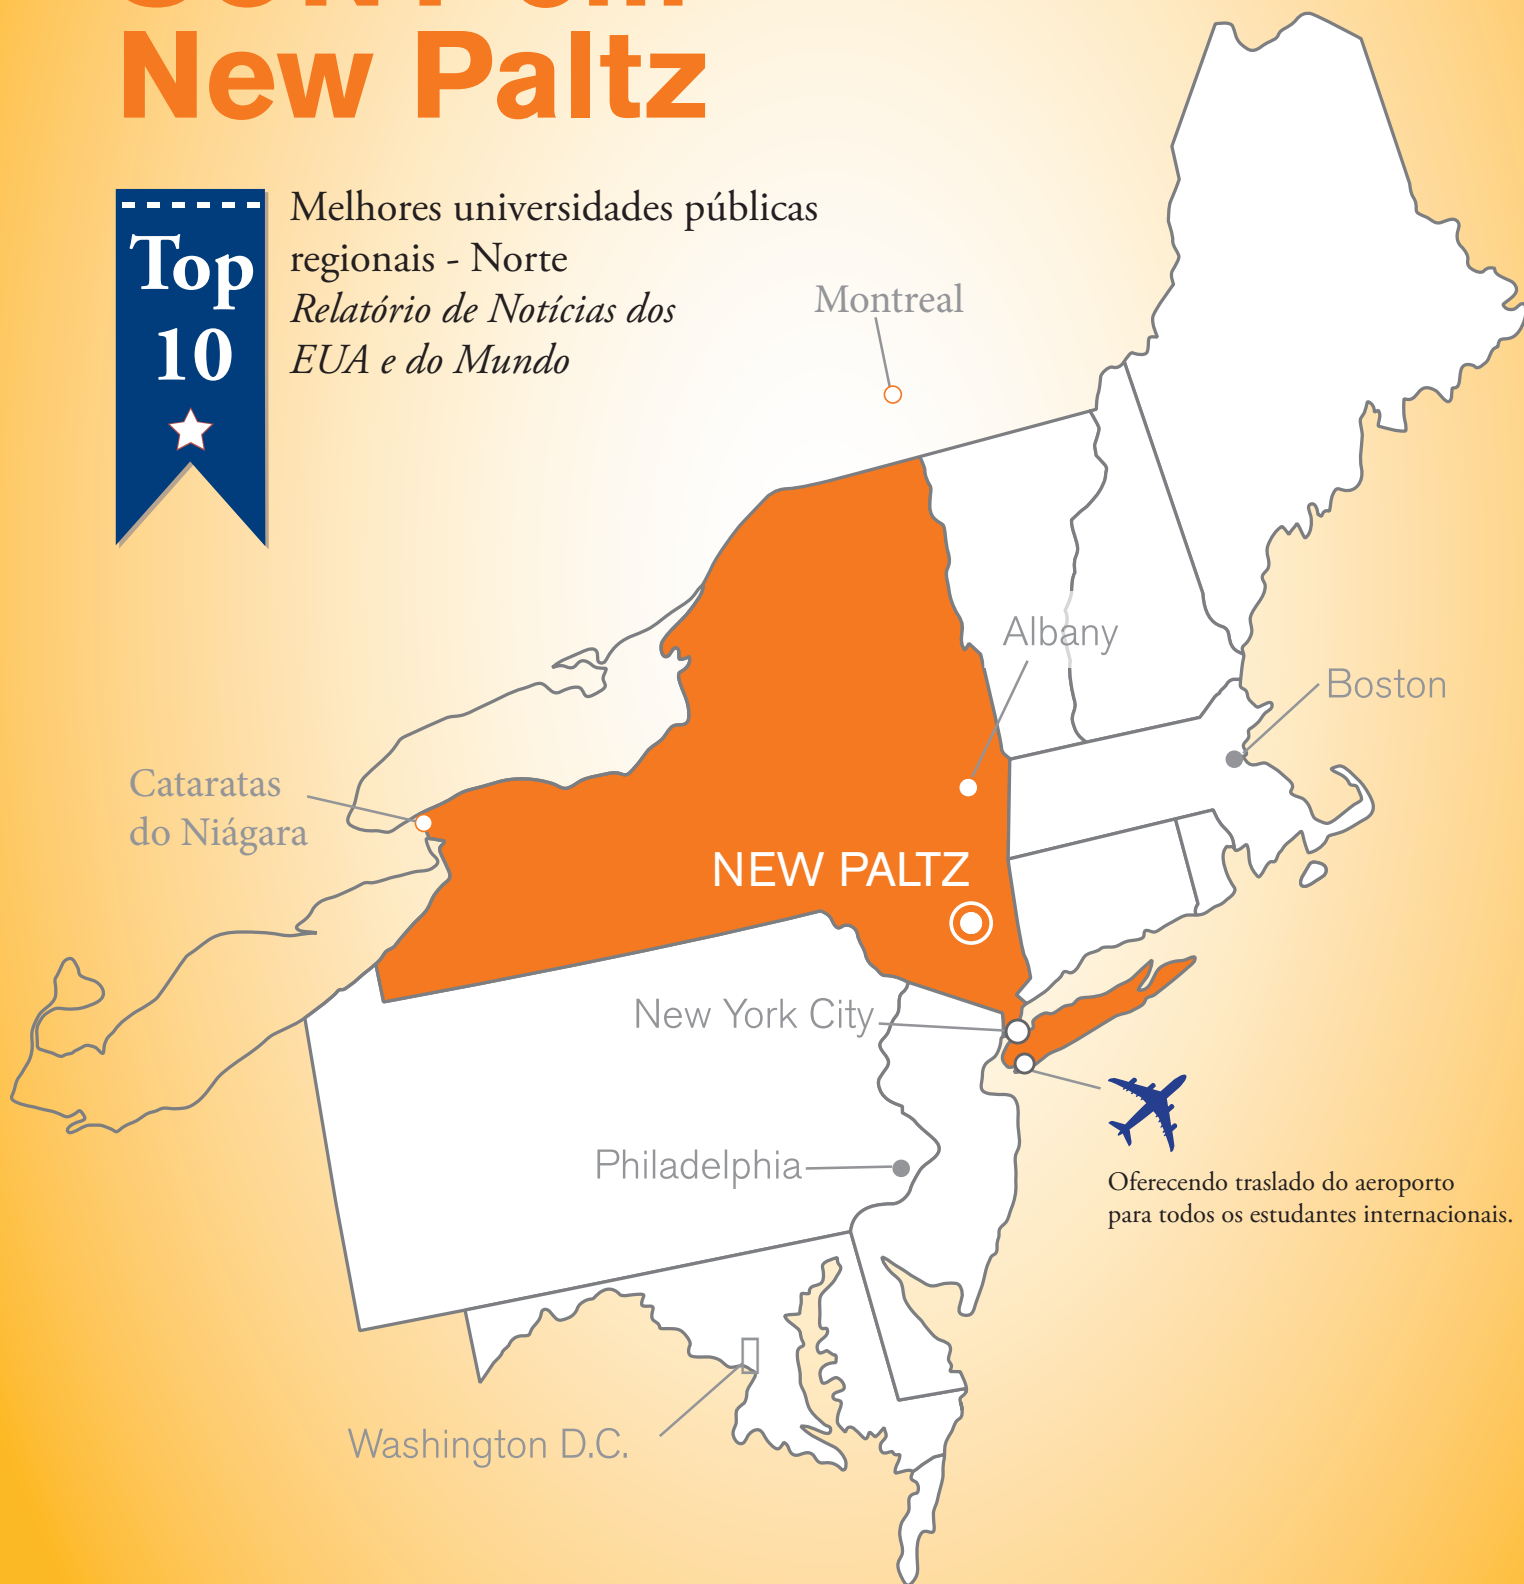 New Paltz
Top
10
Melhores universidades públicas
regionais - Norte
Relatório de Notícias dos
EUA e do Mundo
Montreal
Albany
Boston
Cataratas
do Niágara
NEW PALTZ
New York City
Philadelphia
Oferecendo traslado do aeroporto
para todos os estudantes internacionais.
Washington D.C.